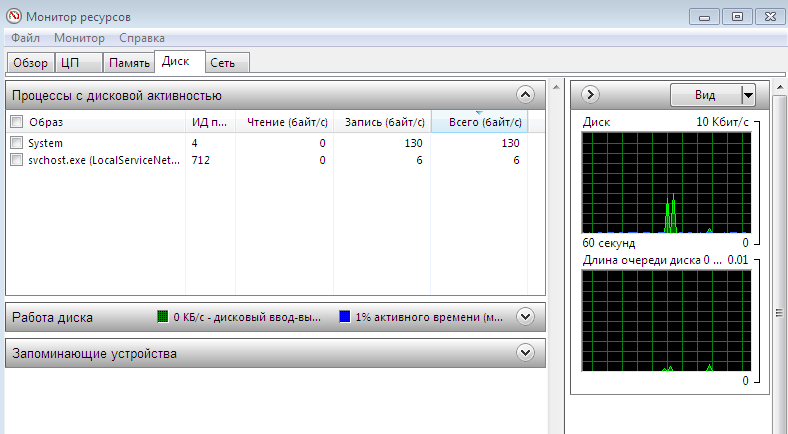 Монитор ресурсов
Файл Монитор Справка
Обзор ЦП Память Диск Сеть
Процессы с дисковой активностью
Образ ИД п... Чтение (байт/с) Запись (байт/с) Всего (байт/с)
System 4 0 130 130
svchost.exe (LocalServiceNet... 712 0 6 6
Работа диска 0 КБ/с - дисковый ввод-вы... 1% активного времени (м...
Запоминающие устройства
Вид
Диск 10 Кбит/с
60 секунд 0
Длина очереди диска 0 ... 0.01
0